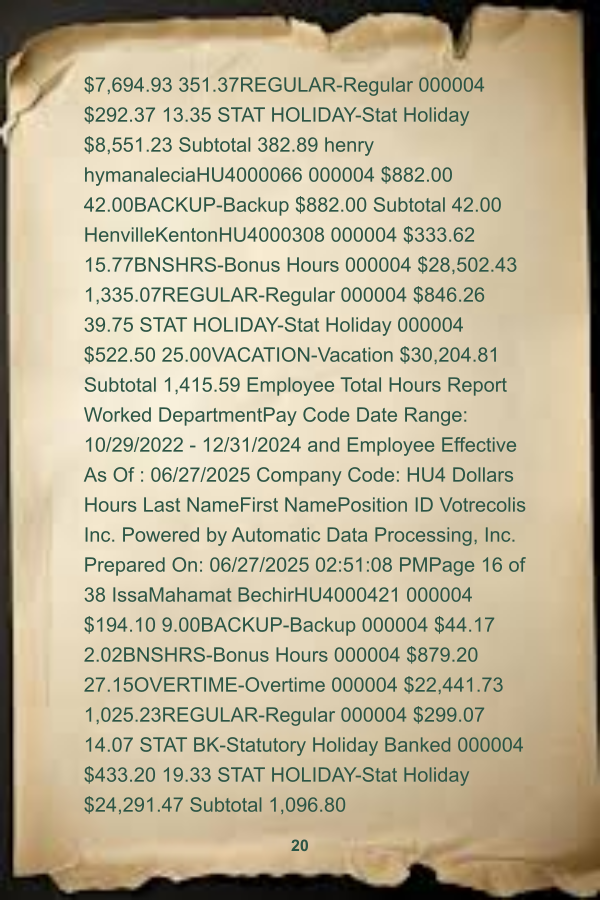 $7,694.93 351.37REGULAR-Regular 000004
$292.37 13.35 STAT HOLIDAY-Stat Holiday
$8,551.23 Subtotal 382.89 henry
hymanaleciaHU4000066 000004 $882.00
42.00BACKUP-Backup $882.00 Subtotal 42.00
HenvilleKentonHU4000308 000004 $333.62
15.77BNSHRS-Bonus Hours 000004 $28,502.43
1,335.07REGULAR-Regular 000004 $846.26
39.75 STAT HOLIDAY-Stat Holiday 000004
$522.50 25.00VACATION-Vacation $30,204.81
Subtotal 1,415.59 Employee Total Hours Report
Worked DepartmentPay Code Date Range:
10/29/2022 - 12/31/2024 and Employee Effective
As Of : 06/27/2025 Company Code: HU4 Dollars
Hours Last NameFirst NamePosition ID Votrecolis
Inc. Powered by Automatic Data Processing, Inc.
Prepared On: 06/27/2025 02:51:08 PMPage 16 of
38 IssaMahamat BechirHU4000421 000004
$194.10 9.00BACKUP-Backup 000004 $44.17
2.02BNSHRS-Bonus Hours 000004 $879.20
27.15OVERTIME-Overtime 000004 $22,441.73
1,025.23REGULAR-Regular 000004 $299.07
14.07 STAT BK-Statutory Holiday Banked 000004
$433.20 19.33 STAT HOLIDAY-Stat Holiday
$24,291.47 Subtotal 1,096.80
20